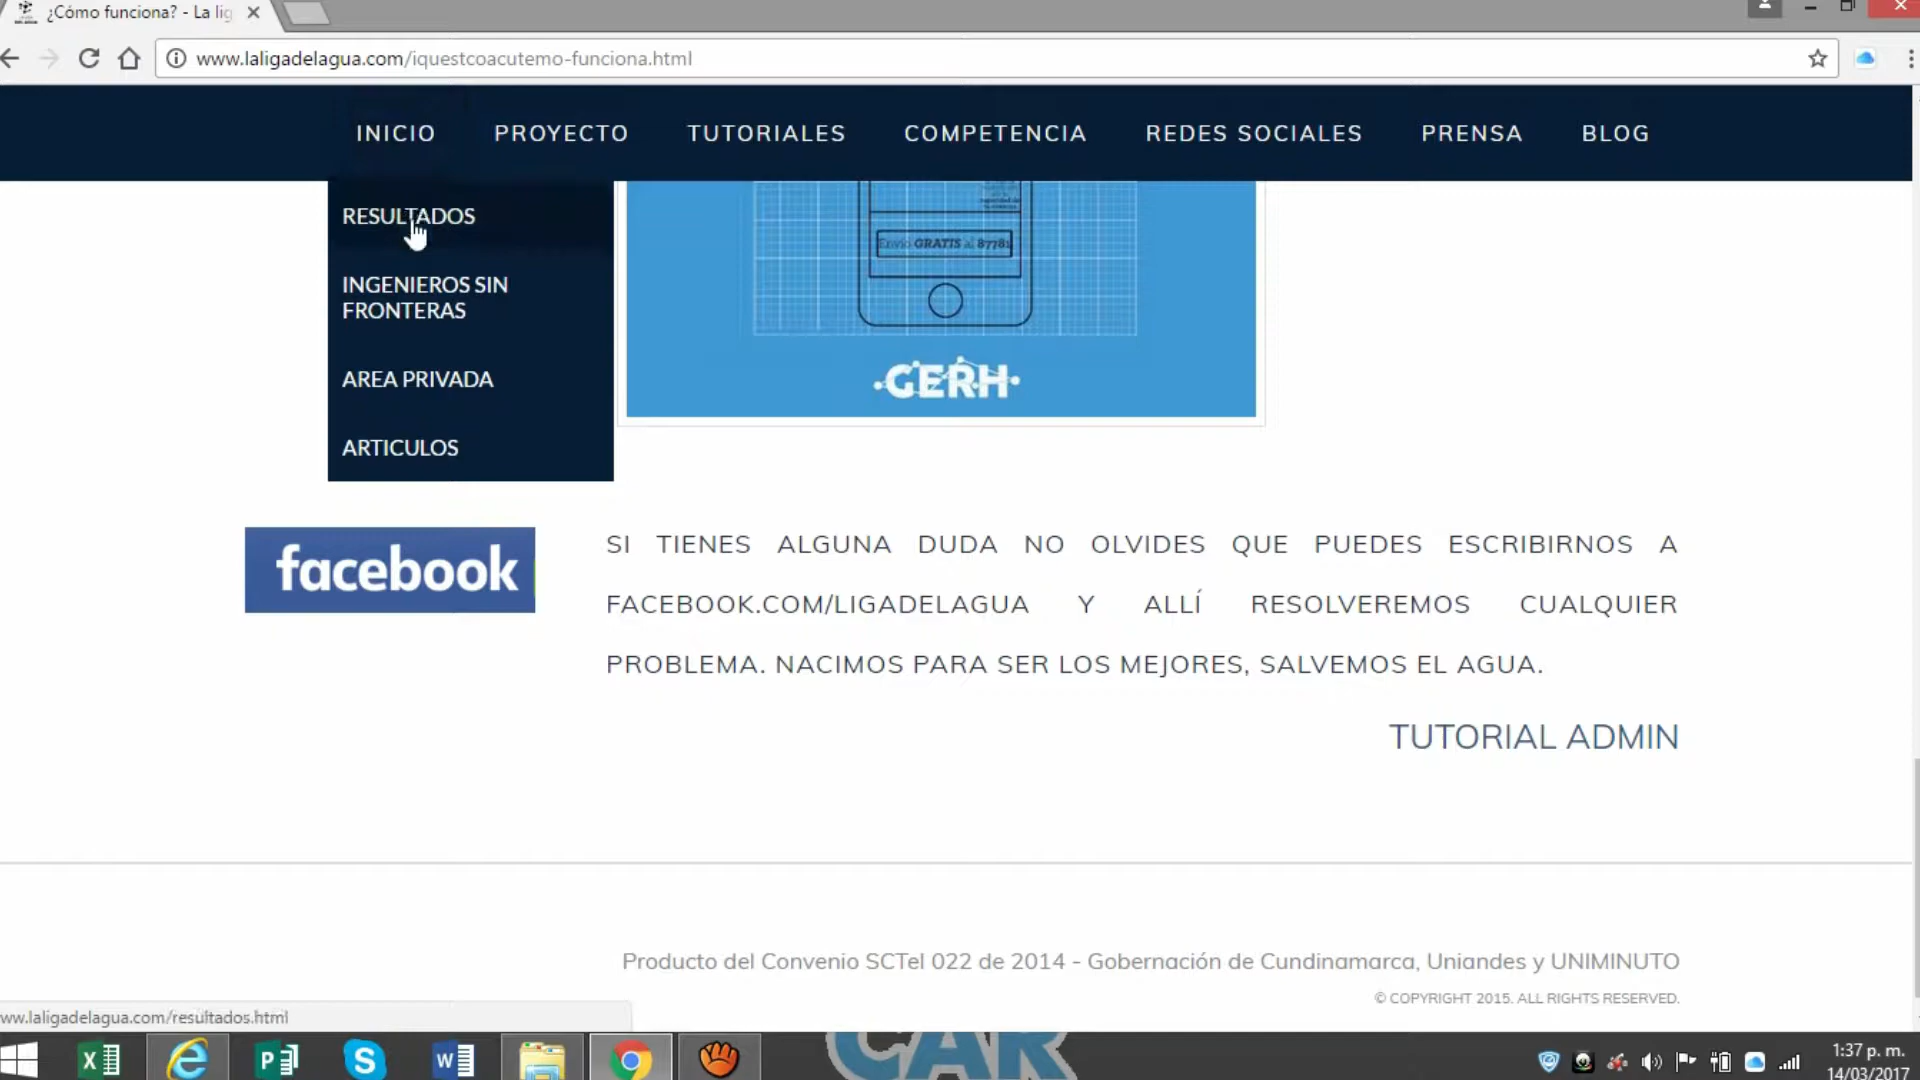 ¿Cómo funciona? - La lig
www.laligadelagua.com/iquestcoacutemo-funciona.html
INICIO PROYECTO TUTORIALES COMPETENCIA REDES SOCIALES PRENSA BLOG
RESULTADOS
INGENIEROS SIN
FRONTERAS
AREA PRIVADA
ARTICULOS
Envío GRATIS al 87781
GERH
facebook
SI TIENES ALGUNA DUDA NO OLVIDES QUE PUEDES ESCRIBIRNOS A
FACEBOOK.COM/LIGADELAGUA Y ALLÍ RESOLVEREMOS CUALQUIER
PROBLEMA. NACIMOS PARA SER LOS MEJORES, SALVEMOS EL AGUA.
TUTORIAL ADMIN
Producto del Convenio SCTel 022 de 2014 - Gobernación de Cundinamarca, Uniandes y UNIMINUTO
© COPYRIGHT 2015. ALL RIGHTS RESERVED.
ww.laligadelagua.com/resultados.html
CAR
1:37 p. m.
14/03/2017